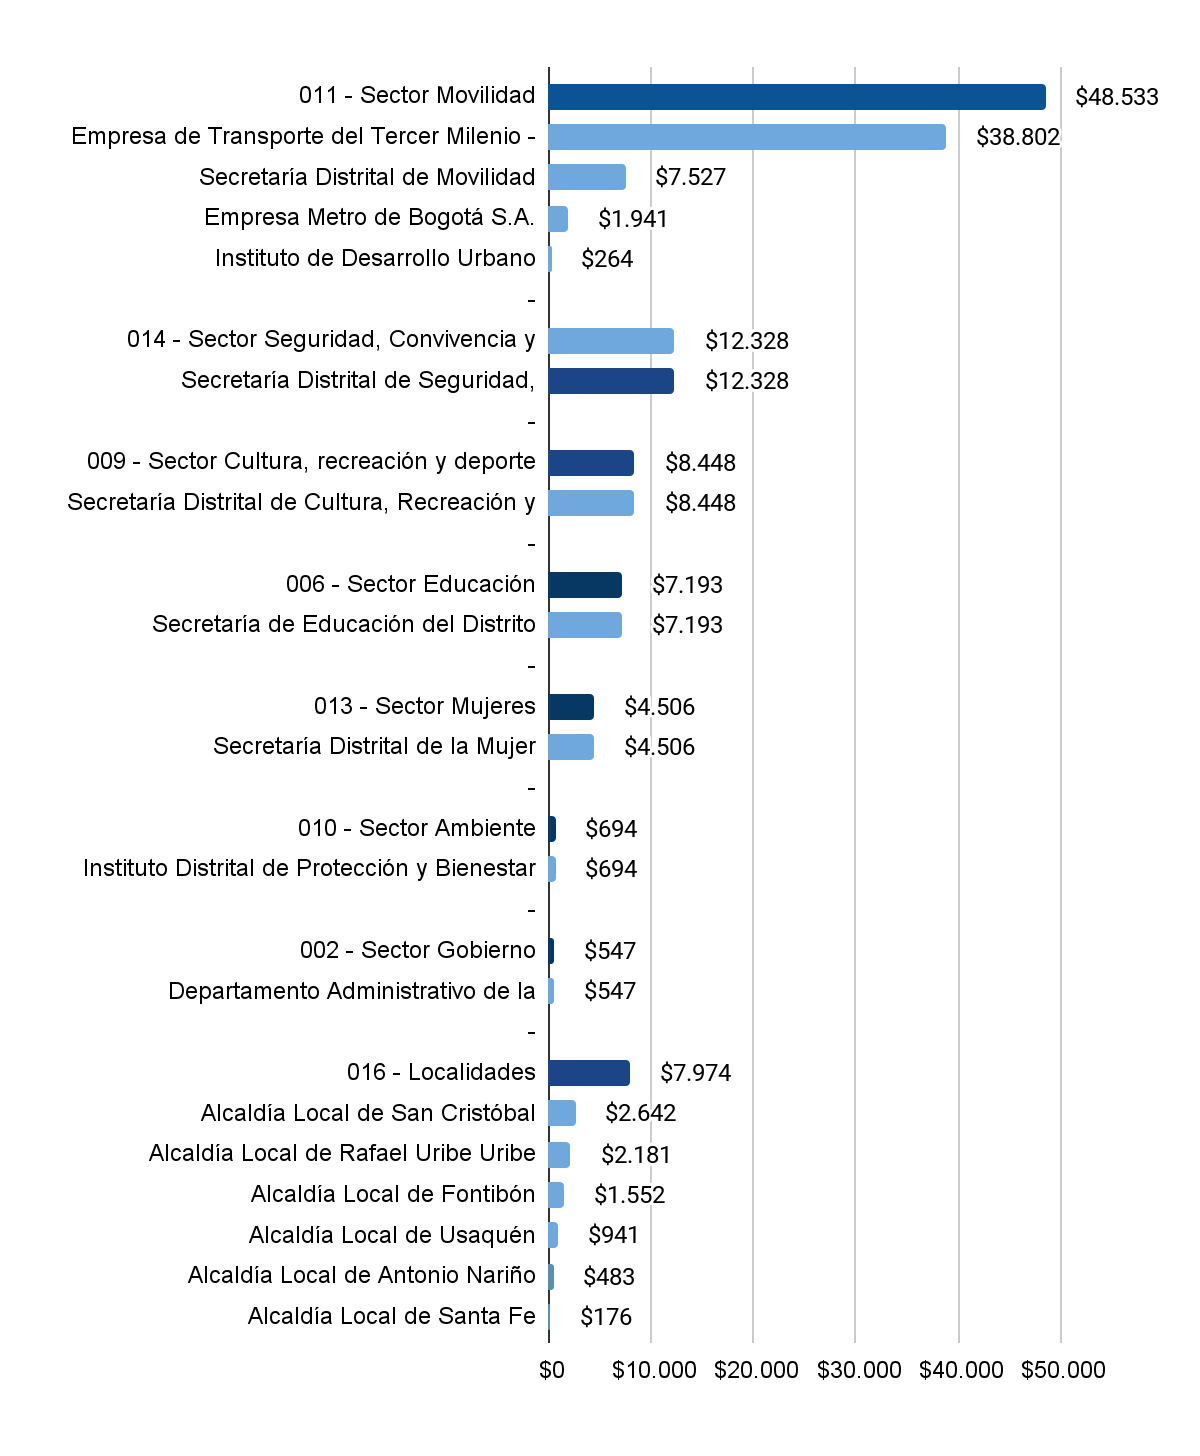 011 - Sector Movilidad $48.533
Empresa de Transporte del Tercer Milenio - $38.802
Secretaría Distrital de Movilidad $7.527
Empresa Metro de Bogotá S.A. $1.941
Instituto de Desarrollo Urbano $264
-
014 - Sector Seguridad, Convivencia y $12.328
Secretaría Distrital de Seguridad, $12.328
-
009 - Sector Cultura, recreación y deporte $8.448
Secretaría Distrital de Cultura, Recreación y $8.448
-
006 - Sector Educación $7.193
Secretaría de Educación del Distrito $7.193
-
013 - Sector Mujeres $4.506
Secretaría Distrital de la Mujer $4.506
-
010 - Sector Ambiente $694
Instituto Distrital de Protección y Bienestar $694
-
002 - Sector Gobierno $547
Departamento Administrativo de la $547
-
016 - Localidades $7.974
Alcaldía Local de San Cristóbal $2.642
Alcaldía Local de Rafael Uribe Uribe $2.181
Alcaldía Local de Fontibón $1.552
Alcaldía Local de Usaquén $941
Alcaldía Local de Antonio Nariño $483
Alcaldía Local de Santa Fe $176
$0 $10.000 $20.000 $30.000 $40.000 $50.000